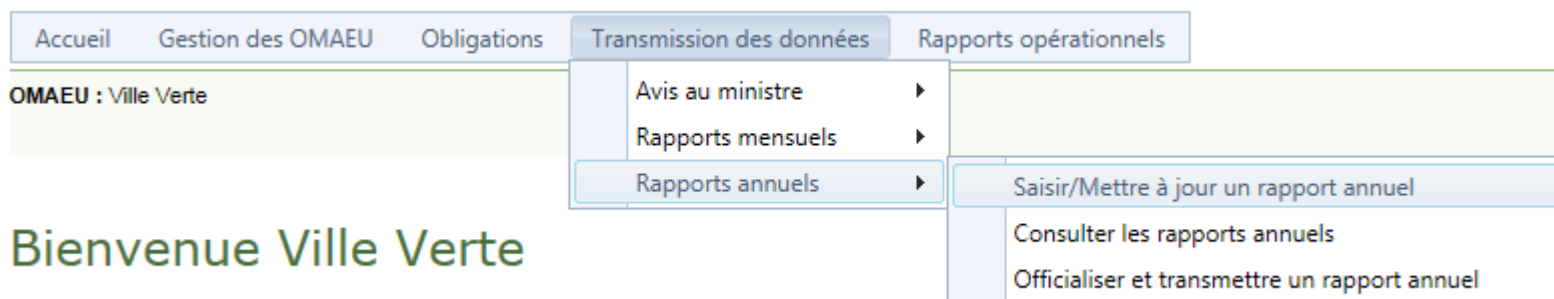 Accueil Gestion des OMAEU Obligations Transmission des données Rapports opérationnels
OMAEU : Ville Verte
Avis au ministre
Rapports mensuels
Rapports annuels
Saisir/Mettre à jour un rapport annuel
Consulter les rapports annuels
Officialiser et transmettre un rapport annuel
Bienvenue Ville Verte